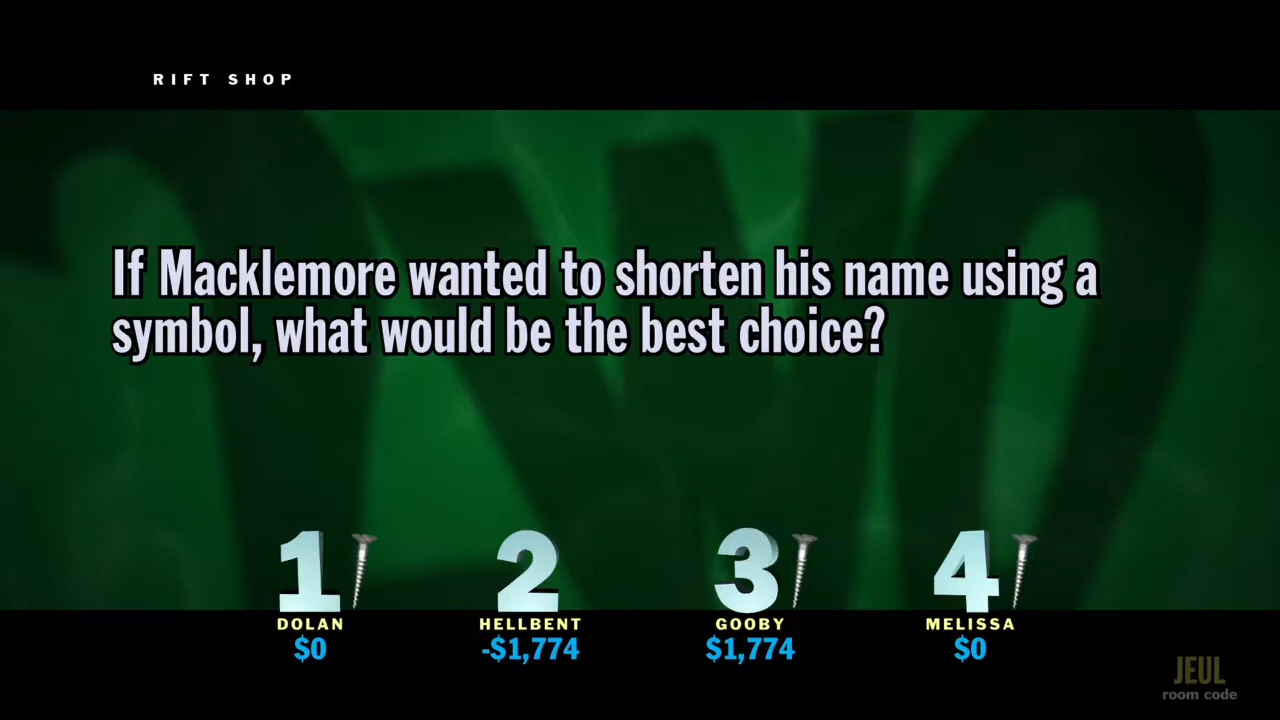 RIFT SHOP
If Macklemore wanted to shorten his name using a
symbol, what would be the best choice?
1 2 3 4
DOLAN HELLBENT GOOBY MELISSA
$0 -$1,774 $1,774 $0
JEUL
room code